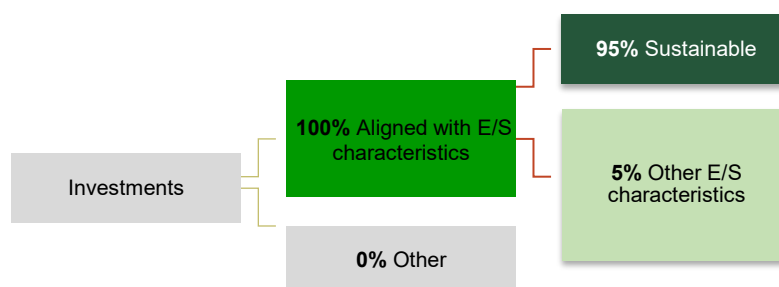 95% Sustainable
100% Aligned with E/S
characteristics
Investments
5% Other E/S
characteristics
0% Other